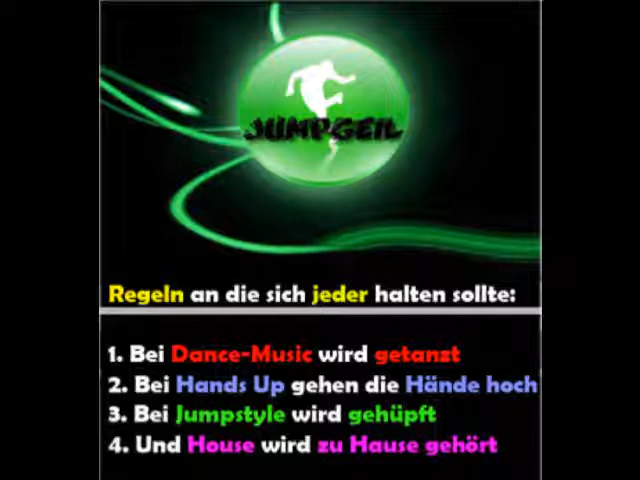 JUMPGEIL
Regeln an die sich jeder halten sollte:
1. Bei Dance-Music wird getanzt
2. Bei Hands Up gehen die Hände hoch
3. Bei Jumpstyle wird gehüpft
4. Und House wird zu Hause gehört